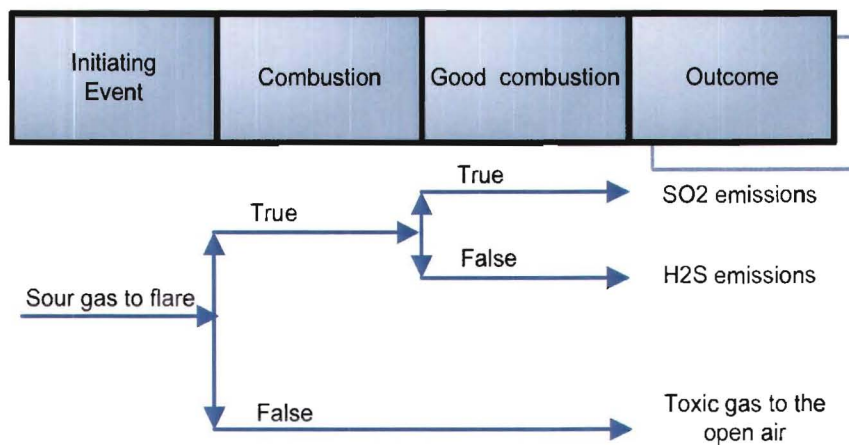 Initiating
Event
Combustion
Good combustion
Outcome
True
SO2 emissions
True
False
H2S emissions
Sour gas to flare
False
Toxic gas to the
open air